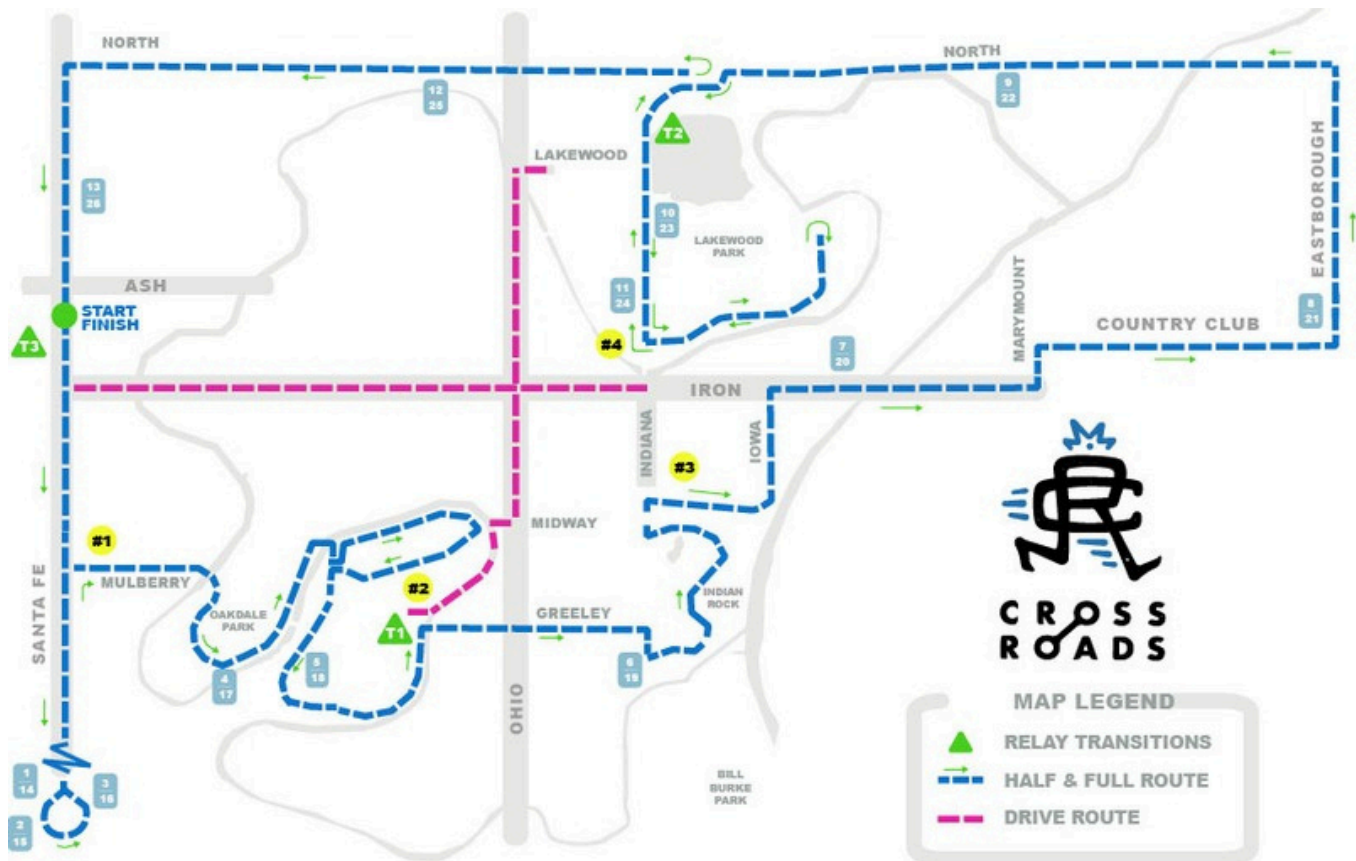 NORTH
NORTH
12
25
9
22
T2
LAKEWOOD
EASTBOROUGH
13
26
10
23
LAKEWOOD
PARK
ASH
MARYMOUNT
11
24
8
21
START
FINISH
COUNTRY CLUB
T3
#4
7
20
IRON
INDIANA
IOWA
#3
MIDWAY
#1
MULBERRY
#2
SANTA FE
OAKDALE
PARK
GREELEY
INDIAN
ROCK
T1
5
18
6
19
4
17
CROSS
ROADS
OHIO
MAP LEGEND
RELAY TRANSITIONS
HALF & FULL ROUTE
DRIVE ROUTE
1
14
3
16
2
15
BILL
BURKE
PARK